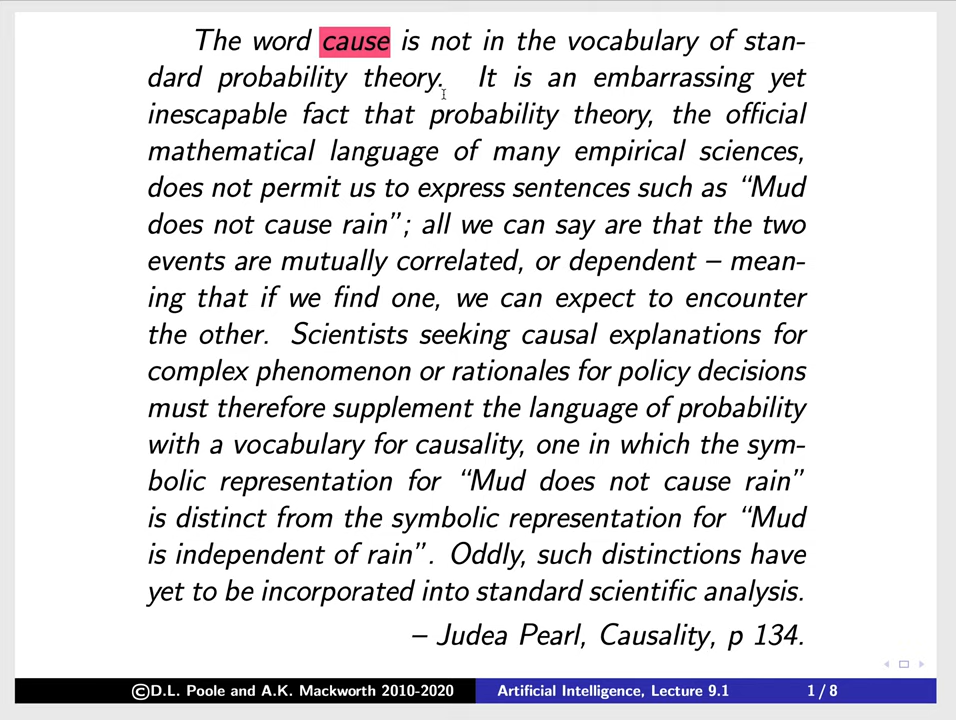 The word cause is not in the vocabulary of stan-
dard probability theory. It is an embarrassing yet
inescapable fact that probability theory, the official
mathematical language of many empirical sciences,
does not permit us to express sentences such as “Mud
does not cause rain”; all we can say are that the two
events are mutually correlated, or dependent – mean-
ing that if we find one, we can expect to encounter
the other. Scientists seeking causal explanations for
complex phenomenon or rationales for policy decisions
must therefore supplement the language of probability
with a vocabulary for causality, one in which the sym-
bolic representation for “Mud does not cause rain”
is distinct from the symbolic representation for “Mud
is independent of rain”. Oddly, such distinctions have
yet to be incorporated into standard scientific analysis.
– Judea Pearl, Causality, p 134.
©D.L. Poole and A.K. Mackworth 2010-2020 Artificial Intelligence, Lecture 9.1 1 / 8